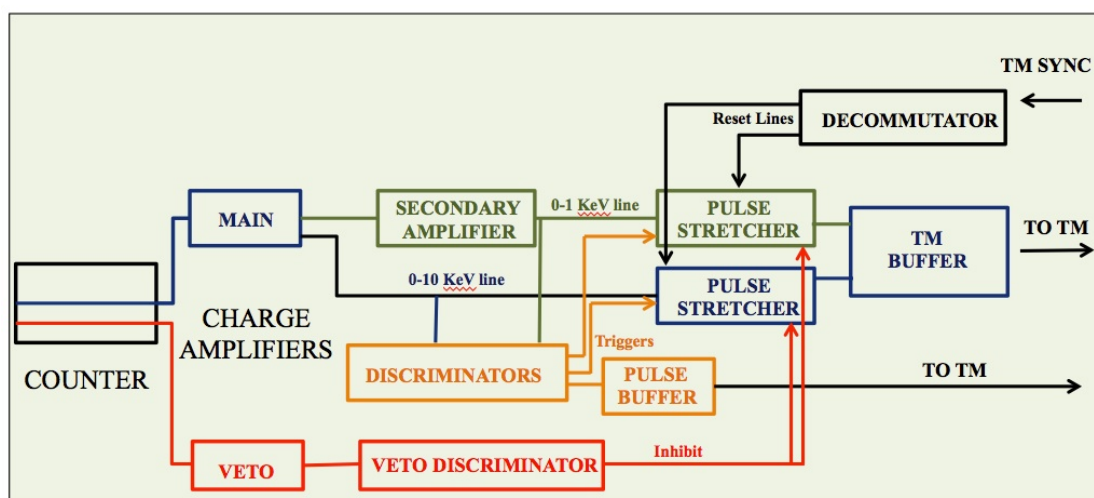 TM SYNC
Reset Lines
DECOMMUTATOR
MAIN
SECONDARY
AMPLIFIER
0-1 KeV line
PULSE
STRETCHER
TM
BUFFER
TO TM
0-10 KeV line
PULSE
STRETCHER
CHARGE
AMPLIFIERS
COUNTER
Triggers
DISCRIMINATORS
PULSE
BUFFER
TO TM
VETO
VETO DISCRIMINATOR
Inhibit